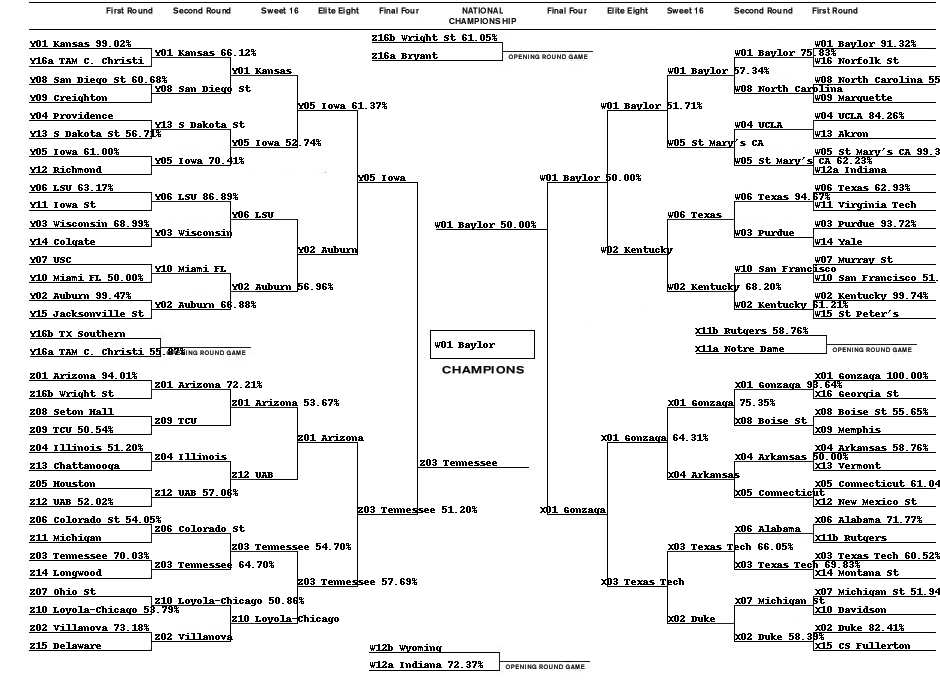 First Round
Second Round
Sweet 16
Elite Eight
Final Four
NATIONAL
CHAMPIONSHIP
Final Four
Elite Eight
Sweet 16
Second Round
First Round
Y01 Kansas 99.02%
Y16a TAM C. Christi
Y08 San Diego St 60.68%
Y09 Creighton
Y04 Providence
Y13 S Dakota St 56.71%
Y05 Iowa 61.00%
Y12 Richmond
Y06 LSU 63.17%
Y11 Iowa St
Y03 Wisconsin 68.99%
Y14 Colgate
Y07 USC
Y10 Miami FL 50.00%
Y02 Auburn 99.47%
Y15 Jacksonville St
Y16b TX Southern
Y16a TAM C. Christi 55.87%
OPENING ROUND GAME
Y01 Kansas 66.12%
Y08 San Diego St
Y13 S Dakota St
Y05 Iowa 70.41%
Y06 LSU 86.89%
Y03 Wisconsin
Y10 Miami FL
Y02 Auburn 66.88%
Y01 Kansas
Y05 Iowa 52.74%
Y06 LSU
Y02 Auburn 56.96%
Y05 Iowa 61.37%
Y02 Auburn
Y05 Iowa
Z01 Arizona 94.01%
Z16b Wright St
Z08 Seton Hall
Z09 TCU 50.54%
Z04 Illinois 51.20%
Z13 Chattanooga
Z05 Houston
Z12 UAB 52.02%
Z06 Colorado St 54.05%
Z11 Michigan
Z03 Tennessee 70.03%
Z14 Longwood
Z07 Ohio St
Z10 Loyola-Chicago 53.79%
Z02 Villanova 73.18%
Z15 Delaware
Z01 Arizona 72.21%
Z09 TCU
Z04 Illinois
Z12 UAB 57.06%
Z06 Colorado St
Z03 Tennessee 64.70%
Z10 Loyola-Chicago 50.86%
Z02 Villanova
Z01 Arizona 53.67%
Z12 UAB
Z03 Tennessee 54.70%
Z10 Loyola-Chicago
Z01 Arizona
Z03 Tennessee 57.69%
Z03 Tennessee 51.20%
Z16b Wright St 61.05%
Z16a Bryant
OPENING ROUND GAME
W01 Baylor 50.00%
W01 Baylor
CHAMPIONS
Z03 Tennessee
W12b Wyoming
W12a Indiana 72.37%
OPENING ROUND GAME
W01 Baylor 50.00%
W01 Baylor 51.71%
W02 Kentucky
W01 Baylor 57.34%
W05 St Mary's CA
W06 Texas
W02 Kentucky 68.20%
W01 Baylor 75.83%
W08 North Carolina
W04 UCLA
W05 St Mary's CA 62.23%
W06 Texas 94.67%
W03 Purdue
W10 San Francisco
W02 Kentucky 61.21%
W01 Baylor 91.32%
W16 Norfolk St
W08 North Carolina 55
W09 Marquette
W04 UCLA 84.26%
W13 Akron
W05 St Mary's CA 99.3
W12a Indiana
W06 Texas 62.93%
W11 Virginia Tech
W03 Purdue 93.72%
W14 Yale
W07 Murray St
W10 San Francisco 51.
W02 Kentucky 99.74%
W15 St Peter's
X11b Rutgers 58.76%
X11a Notre Dame
OPENING ROUND GAME
X01 Gonzaga
X01 Gonzaga 64.31%
X03 Texas Tech
X01 Gonzaga 75.35%
X04 Arkansas
X03 Texas Tech 66.05%
X02 Duke
X01 Gonzaga 93.64%
X08 Boise St
X04 Arkansas 50.00%
X05 Connecticut
X06 Alabama
X03 Texas Tech 69.83%
X07 Michigan St
X02 Duke 58.39%
X01 Gonzaga 100.00%
X16 Georgia St
X08 Boise St 55.65%
X09 Memphis
X04 Arkansas 58.76%
X13 Vermont
X05 Connecticut 61.04
X12 New Mexico St
X06 Alabama 71.77%
X11b Rutgers
X03 Texas Tech 60.52%
X14 Montana St
X07 Michigan St 51.94
X10 Davidson
X02 Duke 82.41%
X15 CS Fullerton